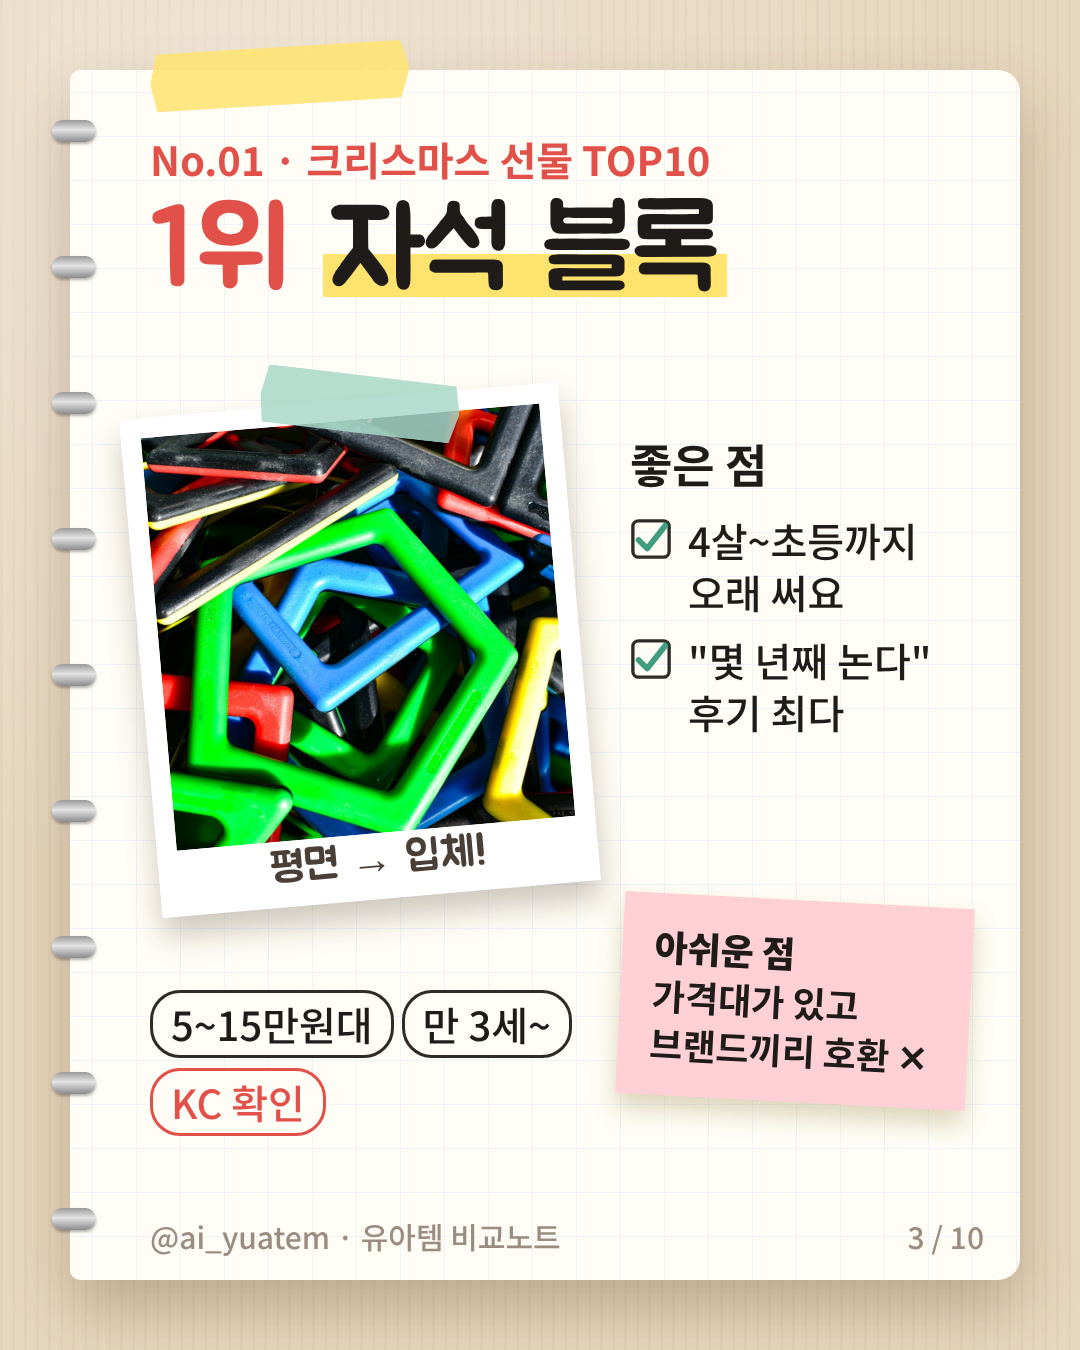 No.01 · 크리스마스 선물 TOP10
1위 자석 블록
평면 → 입체!
좋은 점
4살~초등까지
오래 써요
"몇 년째 논다"
후기 최다
아쉬운 점
가격대가 있고
브랜드끼리 호환 ✕
5~15만원대
만 3세~
KC 확인
@ai_yuatem · 유아템 비교노트
3 / 10